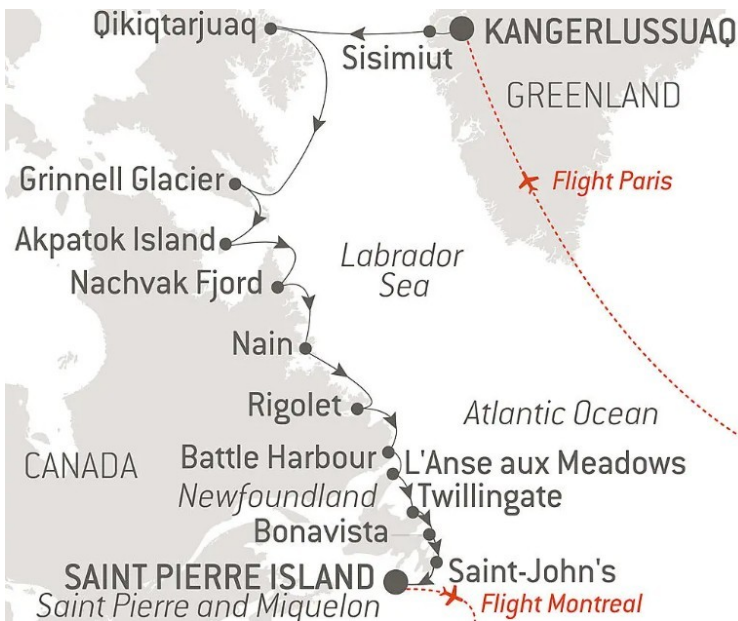 Qikiqtarjuaq
KANGERLUSSUAQ
Sisimiut
GREENLAND
Grinnell Glacier
Flight Paris
Akpatok Island
Labrador
Sea
Nachvak Fjord
Nain
Rigolet
Atlantic Ocean
Battle Harbour
L'Anse aux Meadows
CANADA
Newfoundland
Twillingate
Bonavista
SAINT PIERRE ISLAND
Saint-John's
Saint Pierre and Miquelon
Flight Montreal